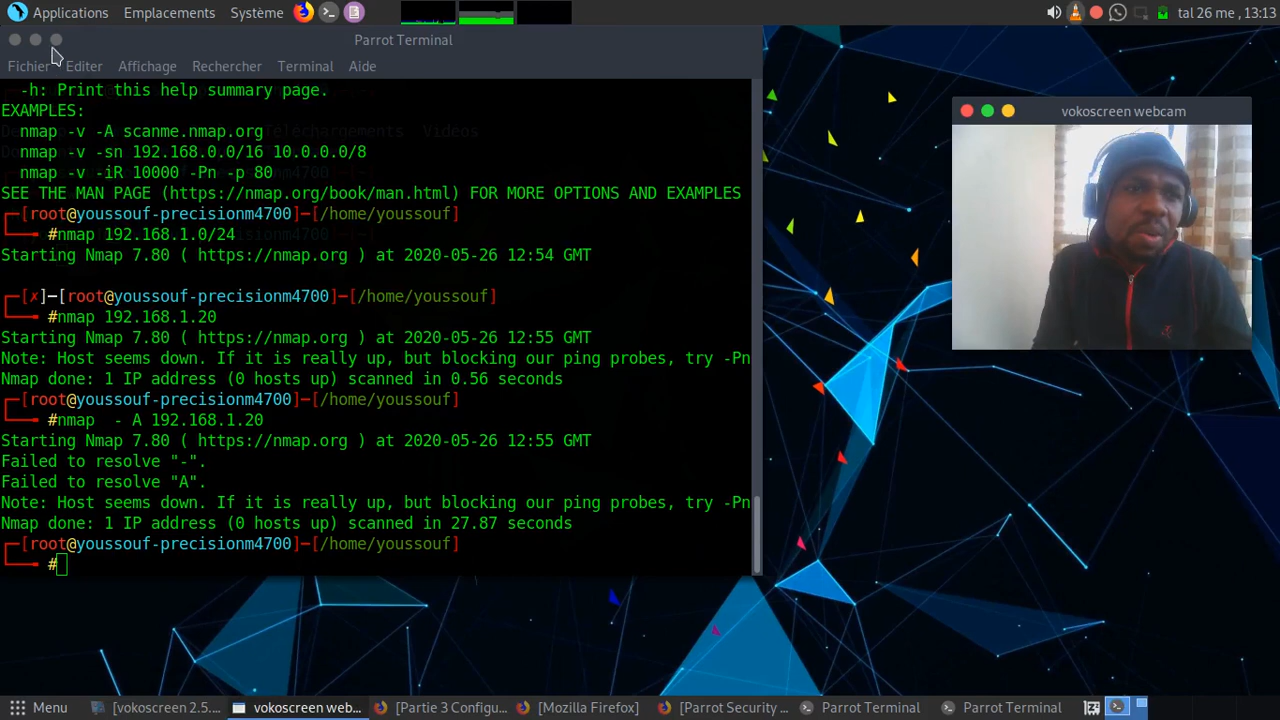 Applications Emplacements Système
tal 26 me , 13:13
Parrot Terminal
Fichier Editer Affichage Rechercher Terminal Aide
-h: Print this help summary page.
EXAMPLES:
nmap -v -A scanme.nmap.org
nmap -v -sn 192.168.0.0/16 10.0.0.0/8
nmap -v -iR 10000 -Pn -p 80
SEE THE MAN PAGE (https://nmap.org/book/man.html) FOR MORE OPTIONS AND EXAMPLES
┌─[root@youssouf-precisionm4700]─[/home/youssouf]
└──╼ #nmap 192.168.1.0/24
Starting Nmap 7.80 ( https://nmap.org ) at 2020-05-26 12:54 GMT
┌─[✗]─[root@youssouf-precisionm4700]─[/home/youssouf]
└──╼ #nmap 192.168.1.20
Starting Nmap 7.80 ( https://nmap.org ) at 2020-05-26 12:55 GMT
Note: Host seems down. If it is really up, but blocking our ping probes, try -Pn
Nmap done: 1 IP address (0 hosts up) scanned in 0.56 seconds
┌─[root@youssouf-precisionm4700]─[/home/youssouf]
└──╼ #nmap  - A 192.168.1.20
Starting Nmap 7.80 ( https://nmap.org ) at 2020-05-26 12:55 GMT
Failed to resolve "-".
Failed to resolve "A".
Note: Host seems down. If it is really up, but blocking our ping probes, try -Pn
Nmap done: 1 IP address (0 hosts up) scanned in 27.87 seconds
┌─[root@youssouf-precisionm4700]─[/home/youssouf]
└──╼ #
vokoscreen webcam
Menu [vokoscreen 2.5.... vokoscreen web... [Partie 3 Configu... [Mozilla Firefox] [Parrot Security ... Parrot Terminal Parrot Terminal